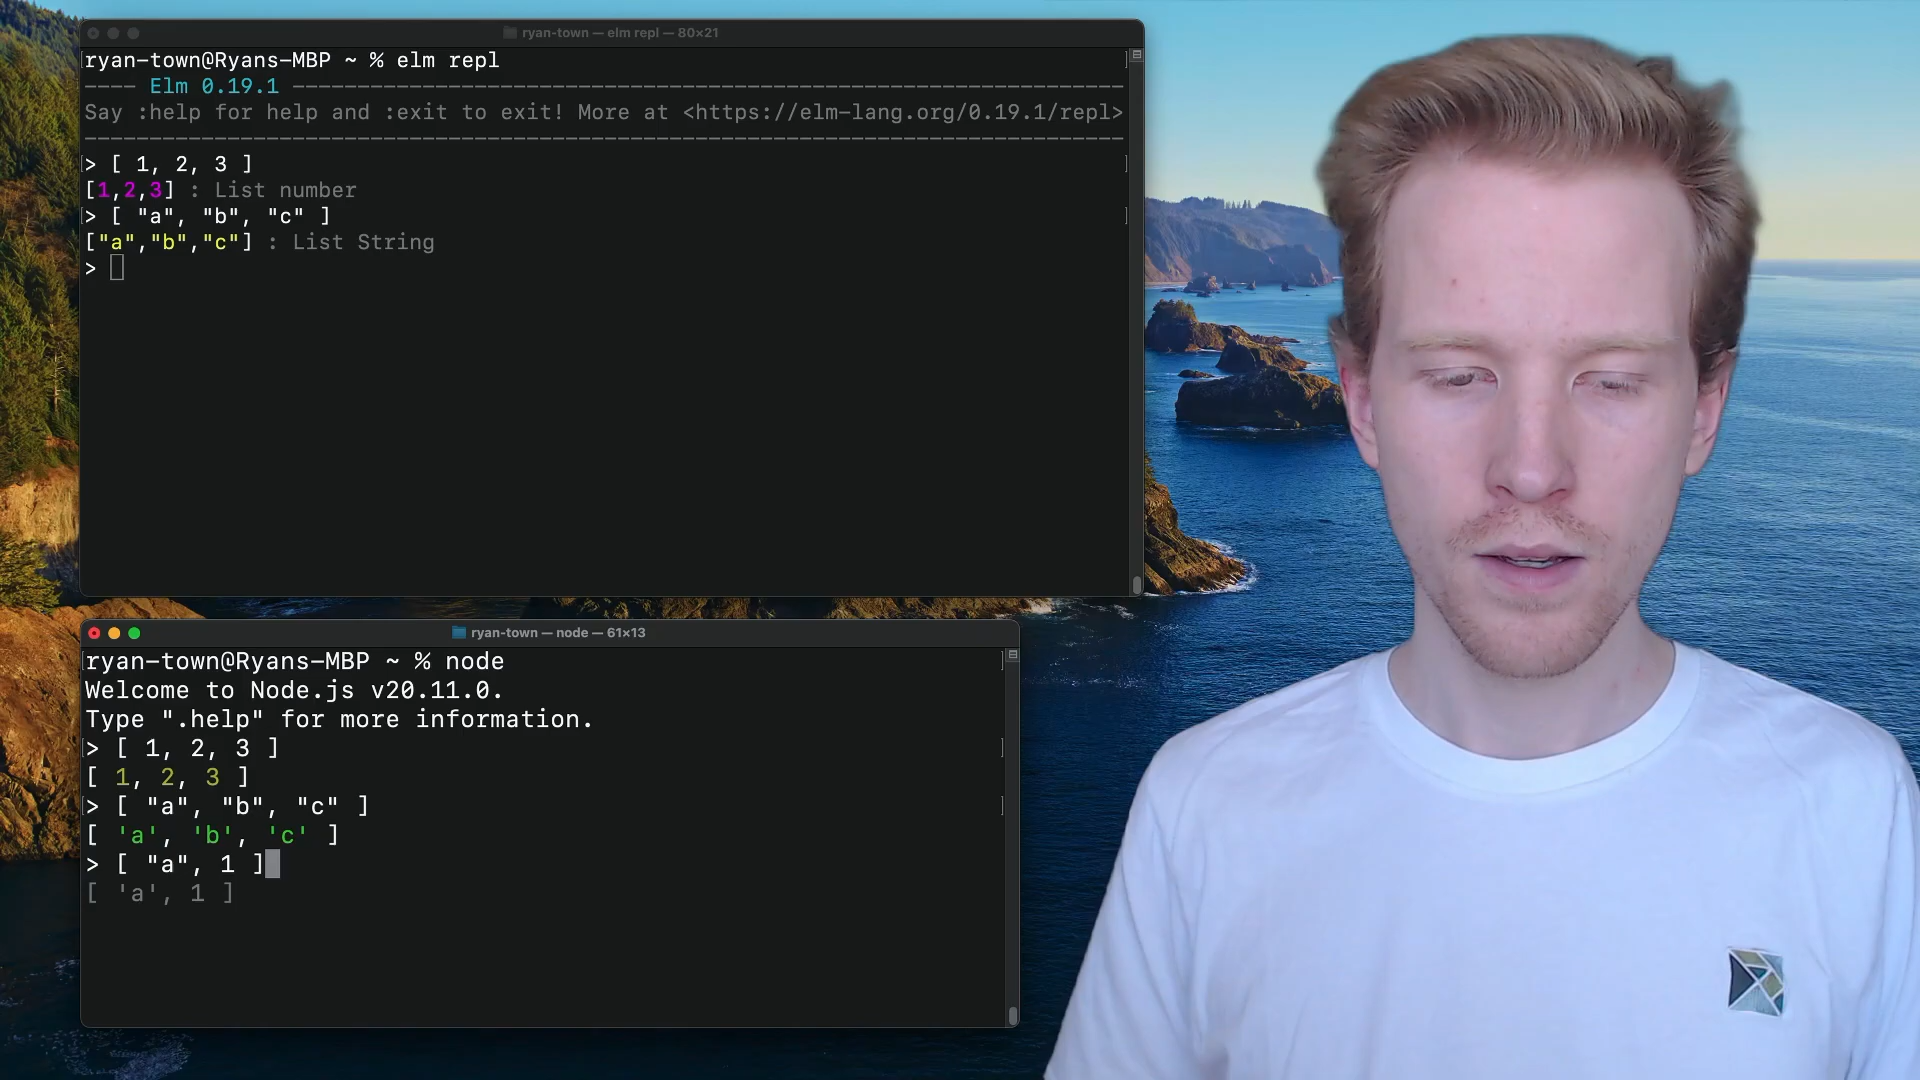 ryan-town — elm repl — 80×21
ryan-town@Ryans-MBP ~ % elm repl
---- Elm 0.19.1 ----------------------------------------------------------------
Say :help for help and :exit to exit! More at <https://elm-lang.org/0.19.1/repl>
--------------------------------------------------------------------------------
> [ 1, 2, 3 ]
[1,2,3] : List number
> [ "a", "b", "c" ]
["a","b","c"] : List String
>
ryan-town — node — 61×13
ryan-town@Ryans-MBP ~ % node
Welcome to Node.js v20.11.0.
Type ".help" for more information.
> [ 1, 2, 3 ]
[ 1, 2, 3 ]
> [ "a", "b", "c" ]
[ 'a', 'b', 'c' ]
> [ "a", 1 ]
[ 'a', 1 ]